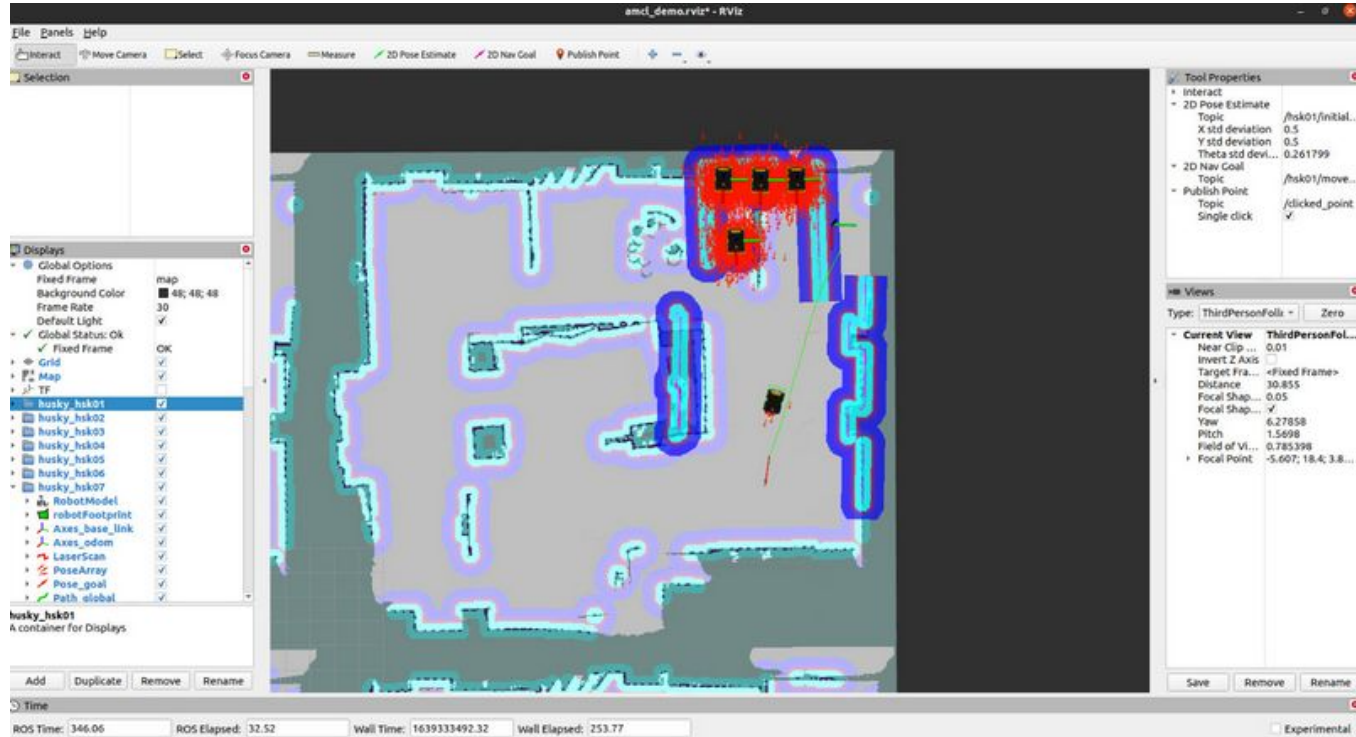 amcl_demo.rviz* - RViz
File Panels Help
Interact Move Camera Select Focus Camera Measure 2D Pose Estimate 2D Nav Goal Publish Point
Selection
Displays
Global Options
Fixed Frame map
Background Color 48; 48; 48
Frame Rate 30
Default Light ✓
Global Status: Ok
Fixed Frame OK
Grid
Map
TF
husky_hsk01
husky_hsk02
husky_hsk03
husky_hsk04
husky_hsk05
husky_hsk06
husky_hsk07
RobotModel
robotFootprint
Axes_base_link
Axes_odom
LaserScan
PoseArray
Pose_goal
Path_global
husky_hsk01
A container for Displays
Add Duplicate Remove Rename
Tool Properties
Interact
2D Pose Estimate
Topic /hsk01/initial...
X std deviation 0.5
Y std deviation 0.5
Theta std devi... 0.261799
2D Nav Goal
Topic /hsk01/move...
Publish Point
Topic /clicked_point
Single click ✓
Views
Type: ThirdPersonFoll Zero
Current View ThirdPersonFol...
Near Clip ... 0.01
Invert Z Axis
Target Fra... <Fixed Frame>
Distance 30.855
Focal Shap... 0.05
Focal Shap... ✓
Yaw 6.27858
Pitch 1.5698
Field of Vi... 0.785398
Focal Point -5.607; 18.4; 3.8...
Save Remove Rename
Time
ROS Time: 346.06 ROS Elapsed: 32.52 Wall Time: 1639333492.32 Wall Elapsed: 253.77 Experimental